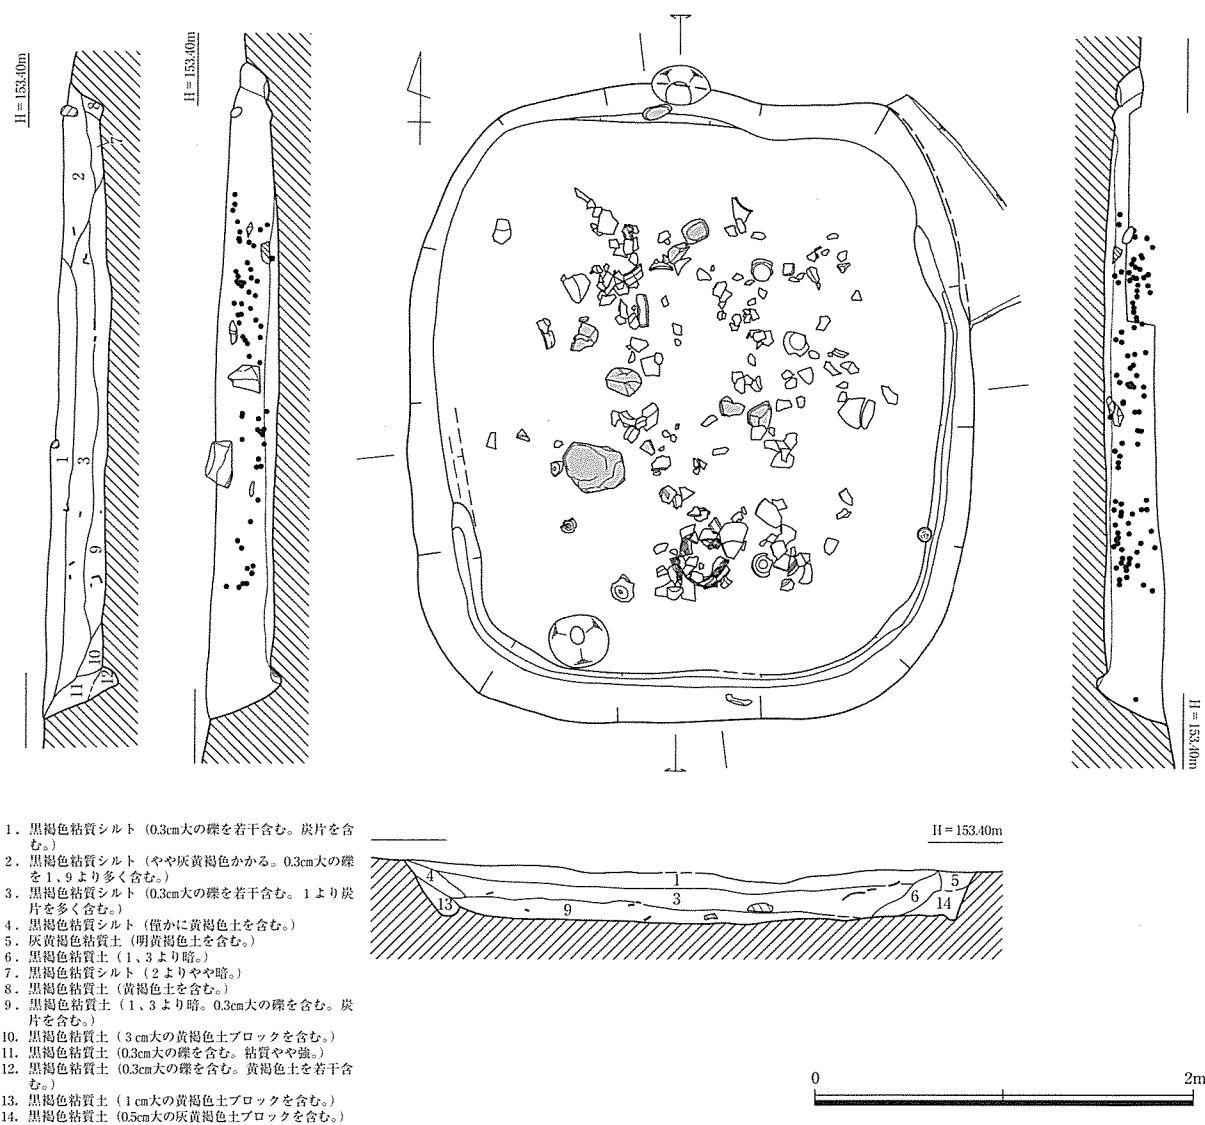 H＝153.40m
H＝153.40m
H＝153.40m
2
8
7
1
3
9
10
11
12
H＝153.40m
4
1
3
9
13
6
5
14
1．黒褐色粘質シルト（0.3㎝大の礫を若干含む。炭片を含
む。）
2．黒褐色粘質シルト（やや灰黄褐色かかる。0.3㎝大の礫
を1、9より多く含む。）
3．黒褐色粘質シルト（0.3㎝大の礫を若干含む。1より炭
片を多く含む。）
4．黒褐色粘質シルト（僅かに黄褐色土を含む。）
5．灰黄褐色粘質土（明黄褐色土を含む。）
6．黒褐色粘質土（1、3より暗。）
7．黒褐色粘質シルト（2よりやや暗。）
8．黒褐色粘質土（黄褐色土を含む。）
9．黒褐色粘質土（1、3より暗。0.3㎝大の礫を含む。炭
片を含む。）
10．黒褐色粘質土（3㎝大の黄褐色土ブロックを含む。）
11．黒褐色粘質土（0.3㎝大の礫を含む。粘質やや強。）
12．黒褐色粘質土（0.3㎝大の礫を含む。黄褐色土を若干含
む。）
13．黒褐色粘質土（1㎝大の黄褐色土ブロックを含む。）
14．黒褐色粘質土（0.5㎝大の灰黄褐色土ブロックを含む。）
0 2m